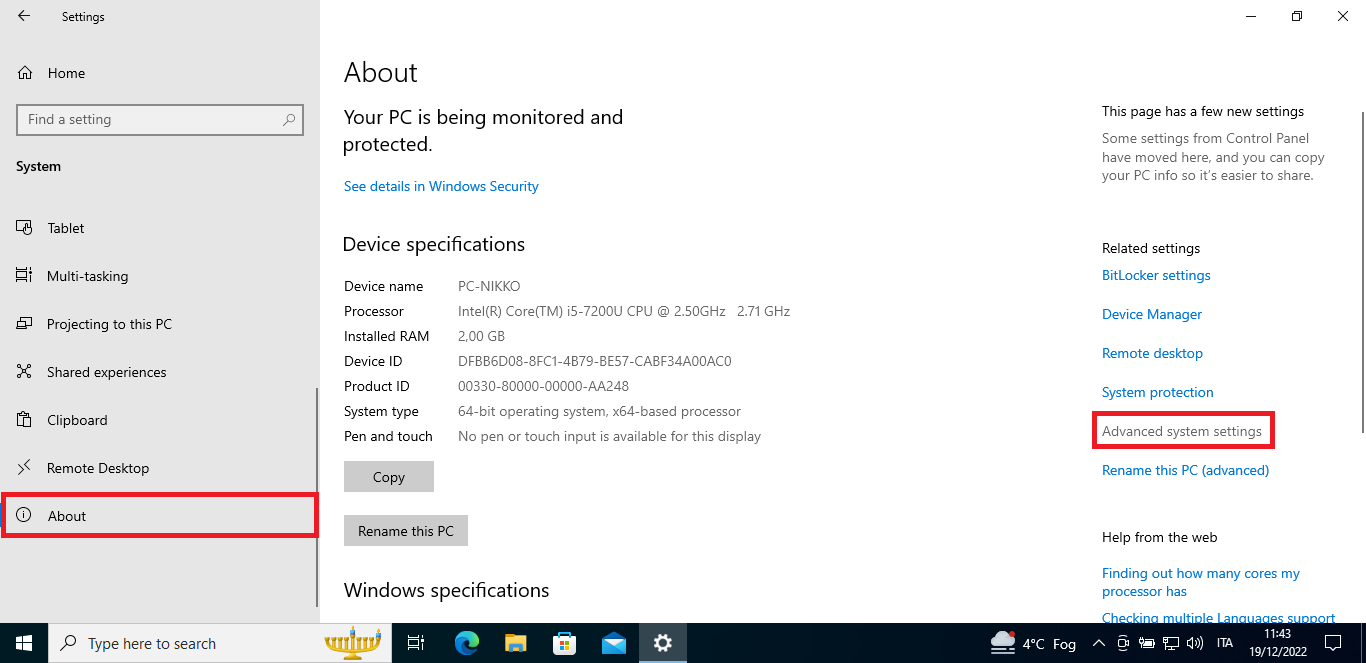 Settings
Home
Find a setting
System
Tablet
Multi-tasking
Projecting to this PC
Shared experiences
Clipboard
Remote Desktop
About
About
Your PC is being monitored and
protected.
See details in Windows Security
Device specifications
Device name PC-NIKKO
Processor Intel(R) Core(TM) i5-7200U CPU @ 2.50GHz 2.71 GHz
Installed RAM 2,00 GB
Device ID DFBB6D08-8FC1-4B79-BE57-CABF34A00AC0
Product ID 00330-80000-00000-AA248
System type 64-bit operating system, x64-based processor
Pen and touch No pen or touch input is available for this display
Copy
Rename this PC
Windows specifications
This page has a few new settings
Some settings from Control Panel
have moved here, and you can copy
your PC info so it’s easier to share.
Related settings
BitLocker settings
Device Manager
Remote desktop
System protection
Advanced system settings
Rename this PC (advanced)
Help from the web
Finding out how many cores my
processor has
Checking multiple Languages support
Type here to search
4°C Fog
ITA
11:43
19/12/2022